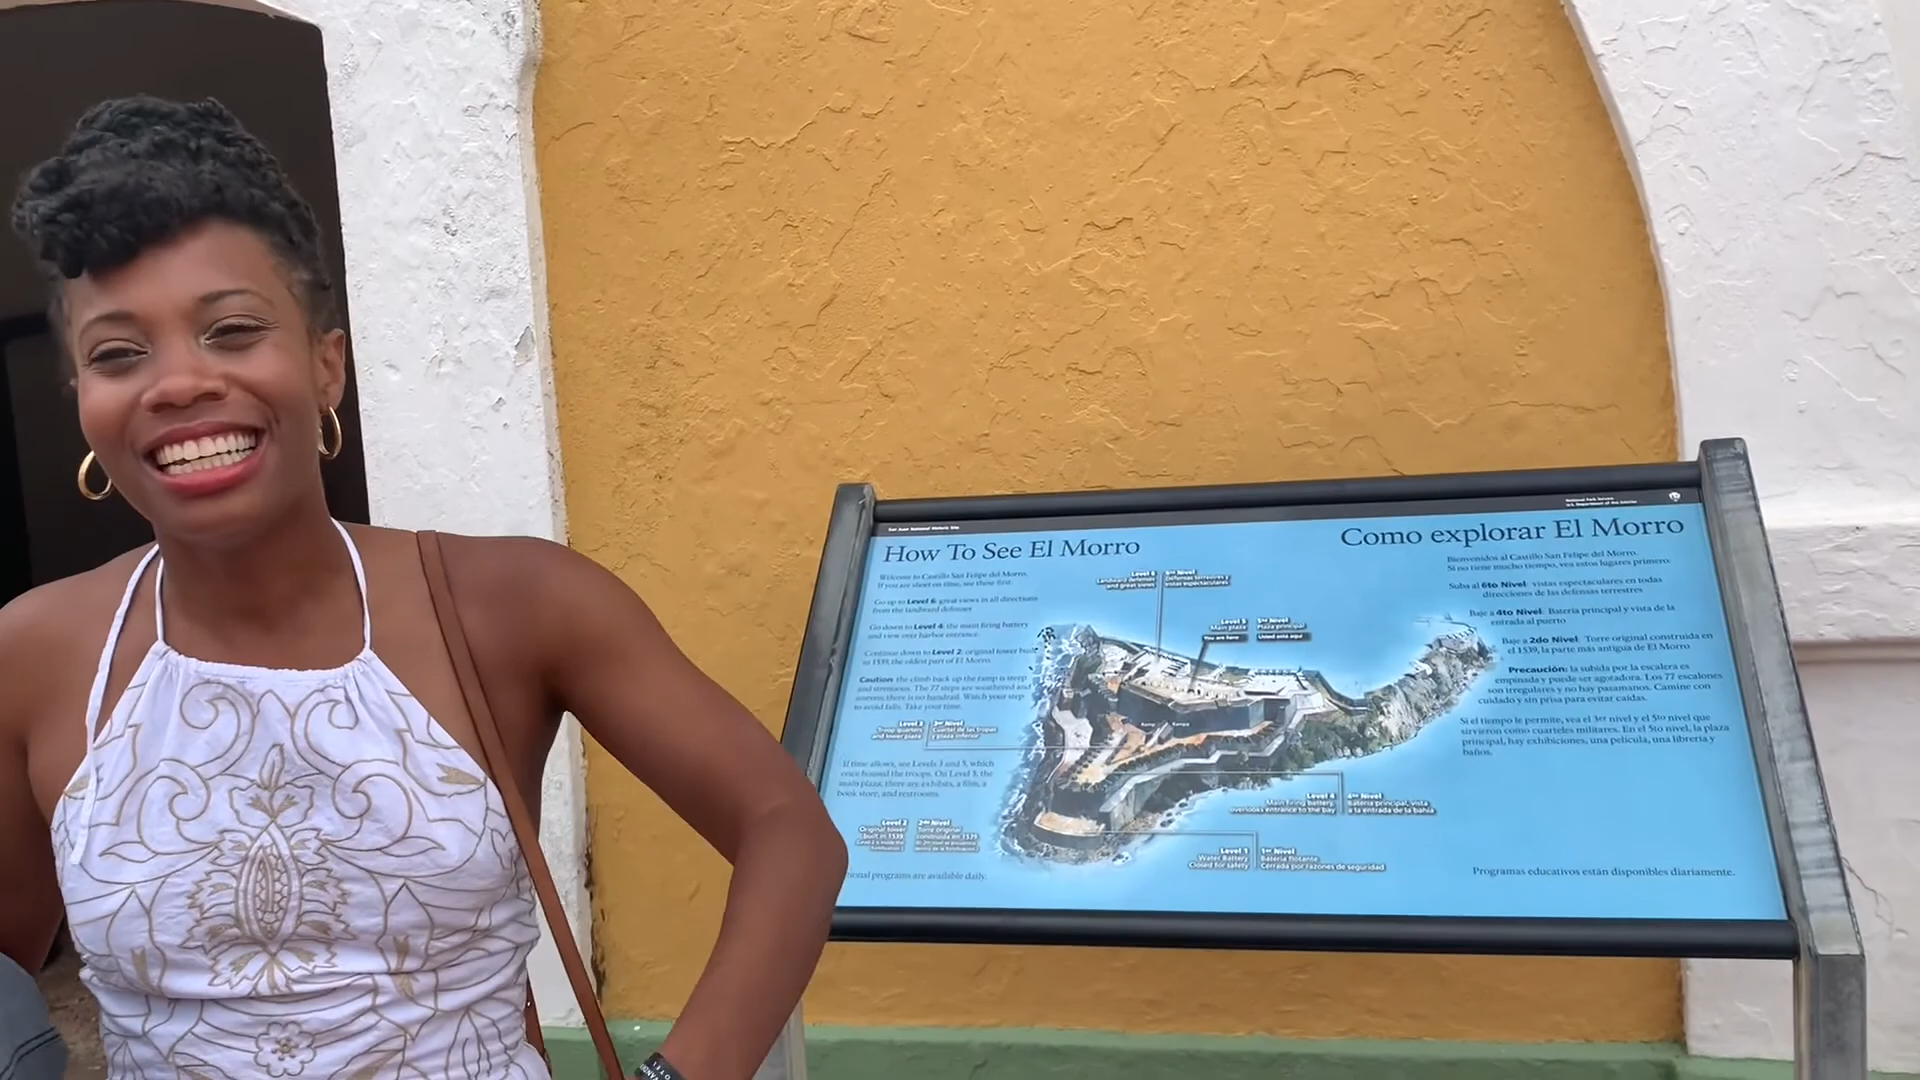 San Juan National Historic Site
National Park Service
U.S. Department of the Interior
How To See El Morro
Welcome to Castillo San Felipe del Morro.
If you are short on time, see these first:
Go up to Level 6: great views in all directions
from the landward defenses
Go down to Level 4: the main firing battery
and view over harbor entrance.
Continue down to Level 2: original tower built
in 1539, the oldest part of El Morro.
Caution: the climb back up the ramp is steep
and strenuous. The 77 steps are weathered and
uneven; there is no handrail. Watch your step
to avoid falls. Take your time.
If time allows, see Levels 3 and 5, which
once housed the troops. On Level 5, the
main plaza, there are exhibits, a film, a
book store, and restrooms.
ional programs are available daily.
Level 6
Landward defenses
and great views
6to Nivel
Defensas terrestres y
vistas espectaculares
Level 5
Main plaza
You are here
5to Nivel
Plaza principal
Usted está aquí
Level 3
Troop quarters
and lower plaza
3er Nivel
Cuartel de las tropas
y plaza inferior
Ramp
Rampa
Level 4
Main firing battery,
overlooks entrance to the bay
4to Nivel
Batería principal, vista
a la entrada de la bahía
Level 2
Original tower
built in 1539
2do Nivel
Torre original
construida en 1539
Level 1
Water Battery
Closed for safety
1er Nivel
Batería flotante
Cerrada por razones de seguridad
Como explorar El Morro
Bienvenidos al Castillo San Felipe del Morro.
Si no tiene mucho tiempo, vea estos lugares primero:
Suba al 6to Nivel: vistas espectaculares en todas
direcciones de las defensas terrestres
Baje a 4to Nivel: Batería principal y vista de la
entrada al puerto
Baje a 2do Nivel: Torre original construida en
el 1539, la parte más antigua de El Morro
Precaución: la subida por la escalera es
empinada y puede ser agotadora. Los 77 escalones
son irregulares y no hay pasamanos. Camine con
cuidado y sin prisa para evitar caídas.
Si el tiempo le permite, vea el 3er nivel y el 5to nivel que
sirvieron como cuarteles militares. En el 5to nivel, la plaza
principal, hay exhibiciones, una película, una librería y
baños.
Programas educativos están disponibles diariamente.